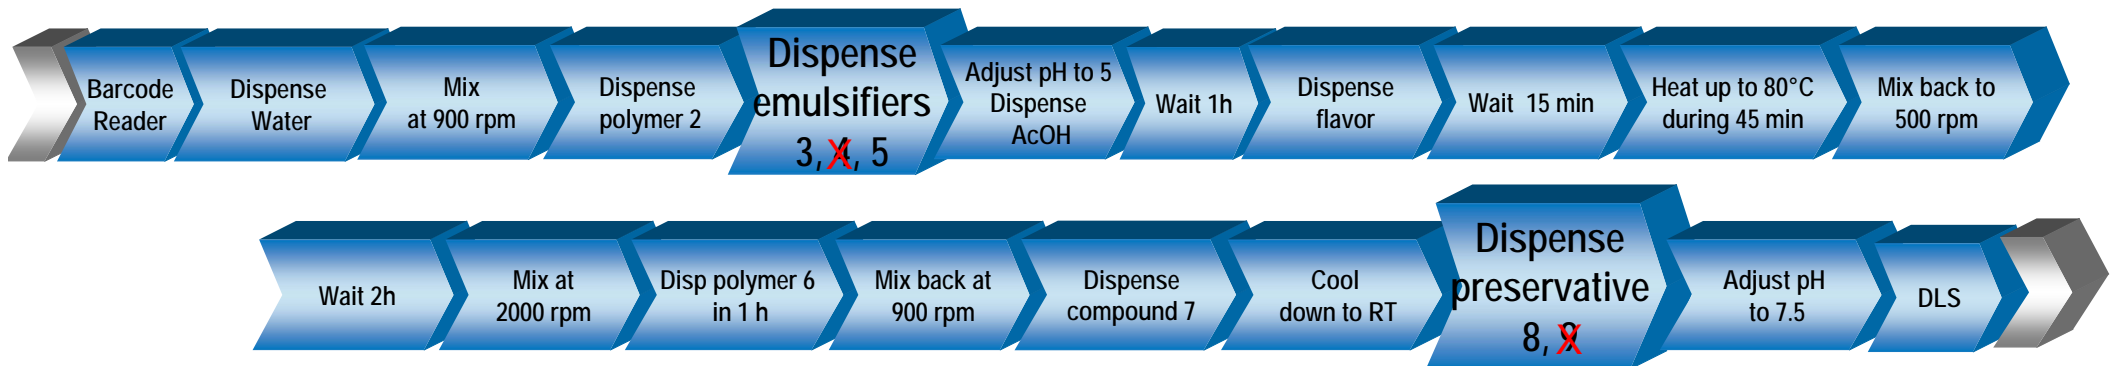 Barcode
Reader
Dispense
Water
Mix
at 900 rpm
Dispense
polymer 2
Dispense
emulsifiers
3, 4, 5
Adjust pH to 5
Dispense
AcOH
Wait 1h
Dispense
flavor
Wait 15 min
Heat up to 80°C
during 45 min
Mix back to
500 rpm
Wait 2h
Mix at
2000 rpm
Disp polymer 6
in 1 h
Mix back at
900 rpm
Dispense
compound 7
Cool
down to RT
Dispense
preservative
8, 9
Adjust pH
to 7.5
DLS